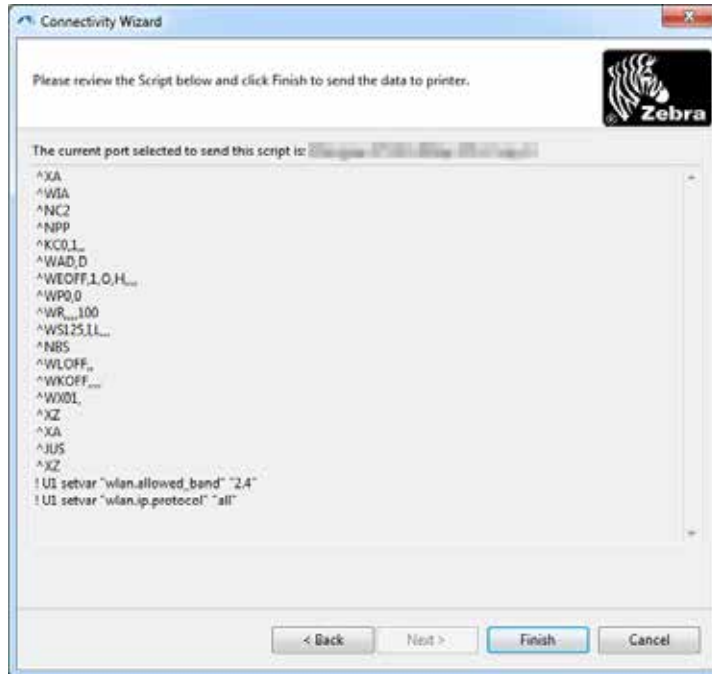 Connectivity Wizard
Please review the Script below and click Finish to send the data to printer.
Zebra
The current port selected to send this script is:
^XA
^WIA
^NC2
^NPP
^KC0,1,,
^WAD,D
^WEOFF,1,O,H,,,,
^WP0,0
^WR,,,,100
^NBS
^WLOFF,,
^WKOFF,,,,
^WX01,
^XZ
^XA
^JUS
^XZ
! U1 setvar "wlan.allowed_band" "2.4"
! U1 setvar "wlan.ip.protocol" "all"
< Back
Next >
Finish
Cancel